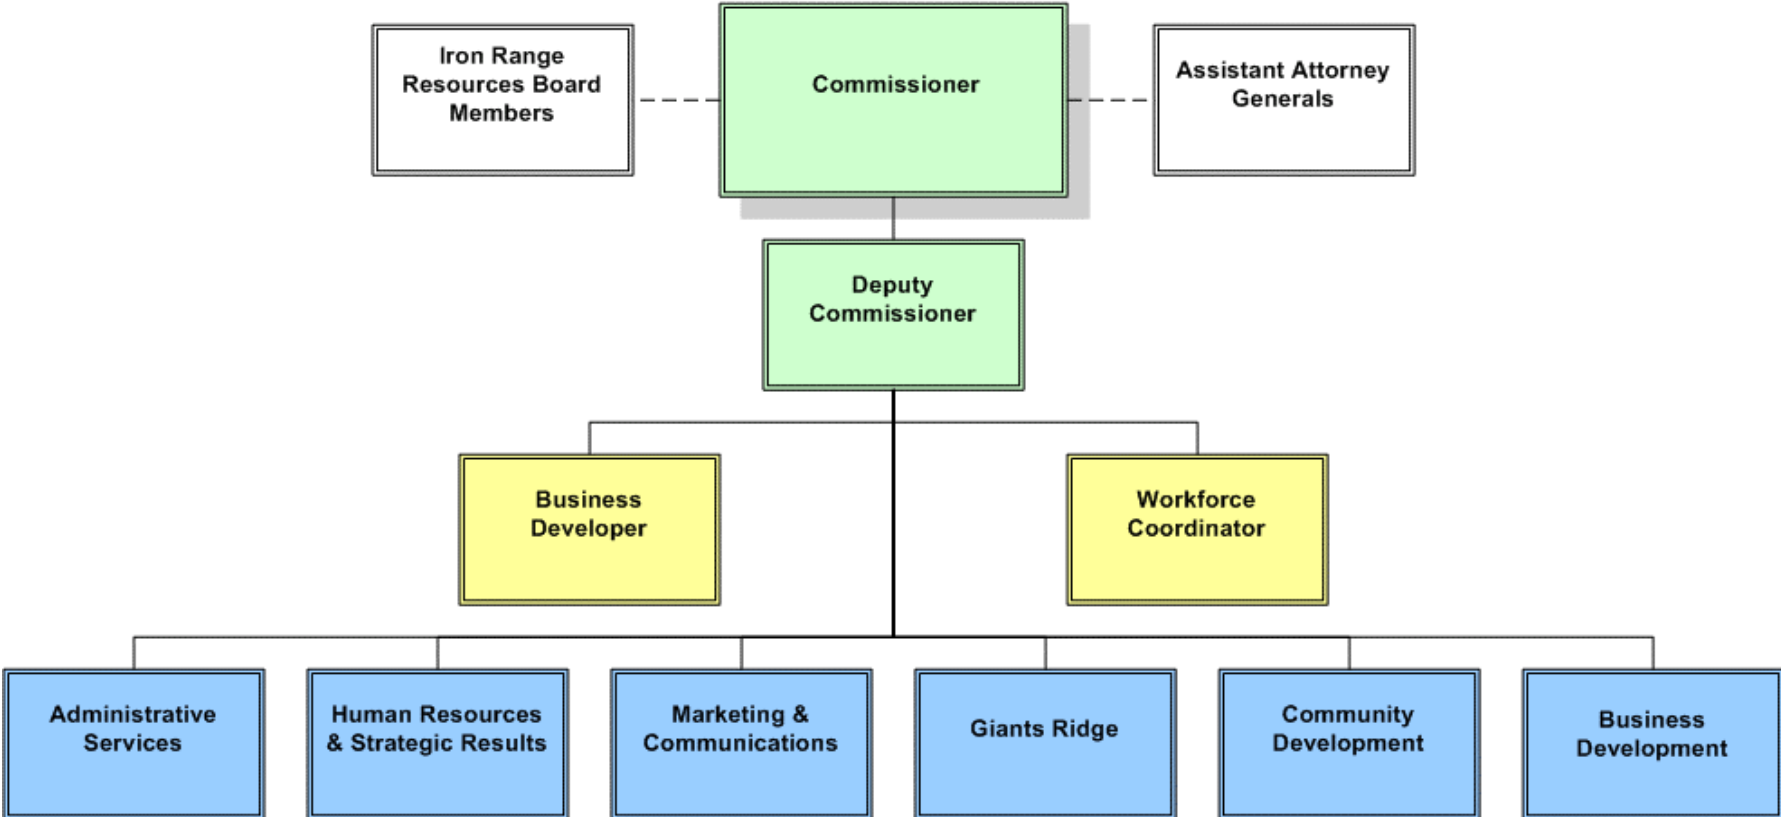 Iron Range
Resources Board
Members
Commissioner
Assistant Attorney
Generals
Deputy
Commissioner
Business
Developer
Workforce
Coordinator
Administrative
Services
Human Resources
& Strategic Results
Marketing &
Communications
Giants Ridge
Community
Development
Business
Development